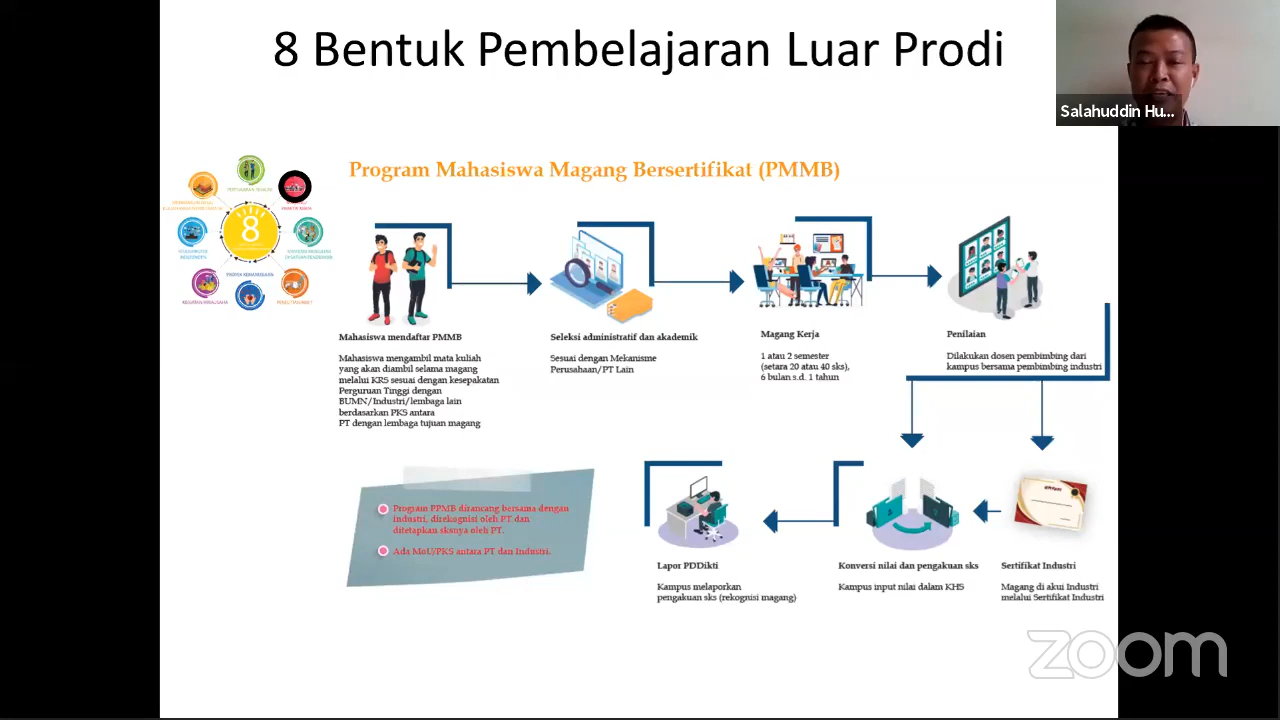 8 Bentuk Pembelajaran Luar Prodi
Salahuddin Hu...
Program Mahasiswa Magang Bersertifikat (PMMB)
8
Mahasiswa mendaftar PMMB
Mahasiswa mengambil mata kuliah
yang akan diambil selama magang
melalui KRS sesuai dengan kesepakatan
Perguruan Tinggi dengan
BUMN/Industri/lembaga lain
berdasarkan PKS antara
PT dengan lembaga tujuan magang
Seleksi administratif dan akademik
Sesuai dengan Mekanisme
Perusahaan/PT Lain
Magang Kerja
1 atau 2 semester
(setara 20 atau 40 sks),
6 bulan s.d. 1 tahun
Penilaian
Dilakukan dosen pembimbing dari
kampus bersama pembimbing industri
Program PPMB dirancang bersama dengan
industri, direkognisi oleh PT dan
ditetapkan sksnya oleh PT.
Ada MoU/PKS antara PT dan Industri.
Lapor PDDikti
Kampus melaporkan
pengakuan sks (rekognisi magang)
Konversi nilai dan pengakuan sks
Kampus input nilai dalam KHS
Sertifikat Industri
Magang di akui Industri
melalui Sertifikat Industri
zoom